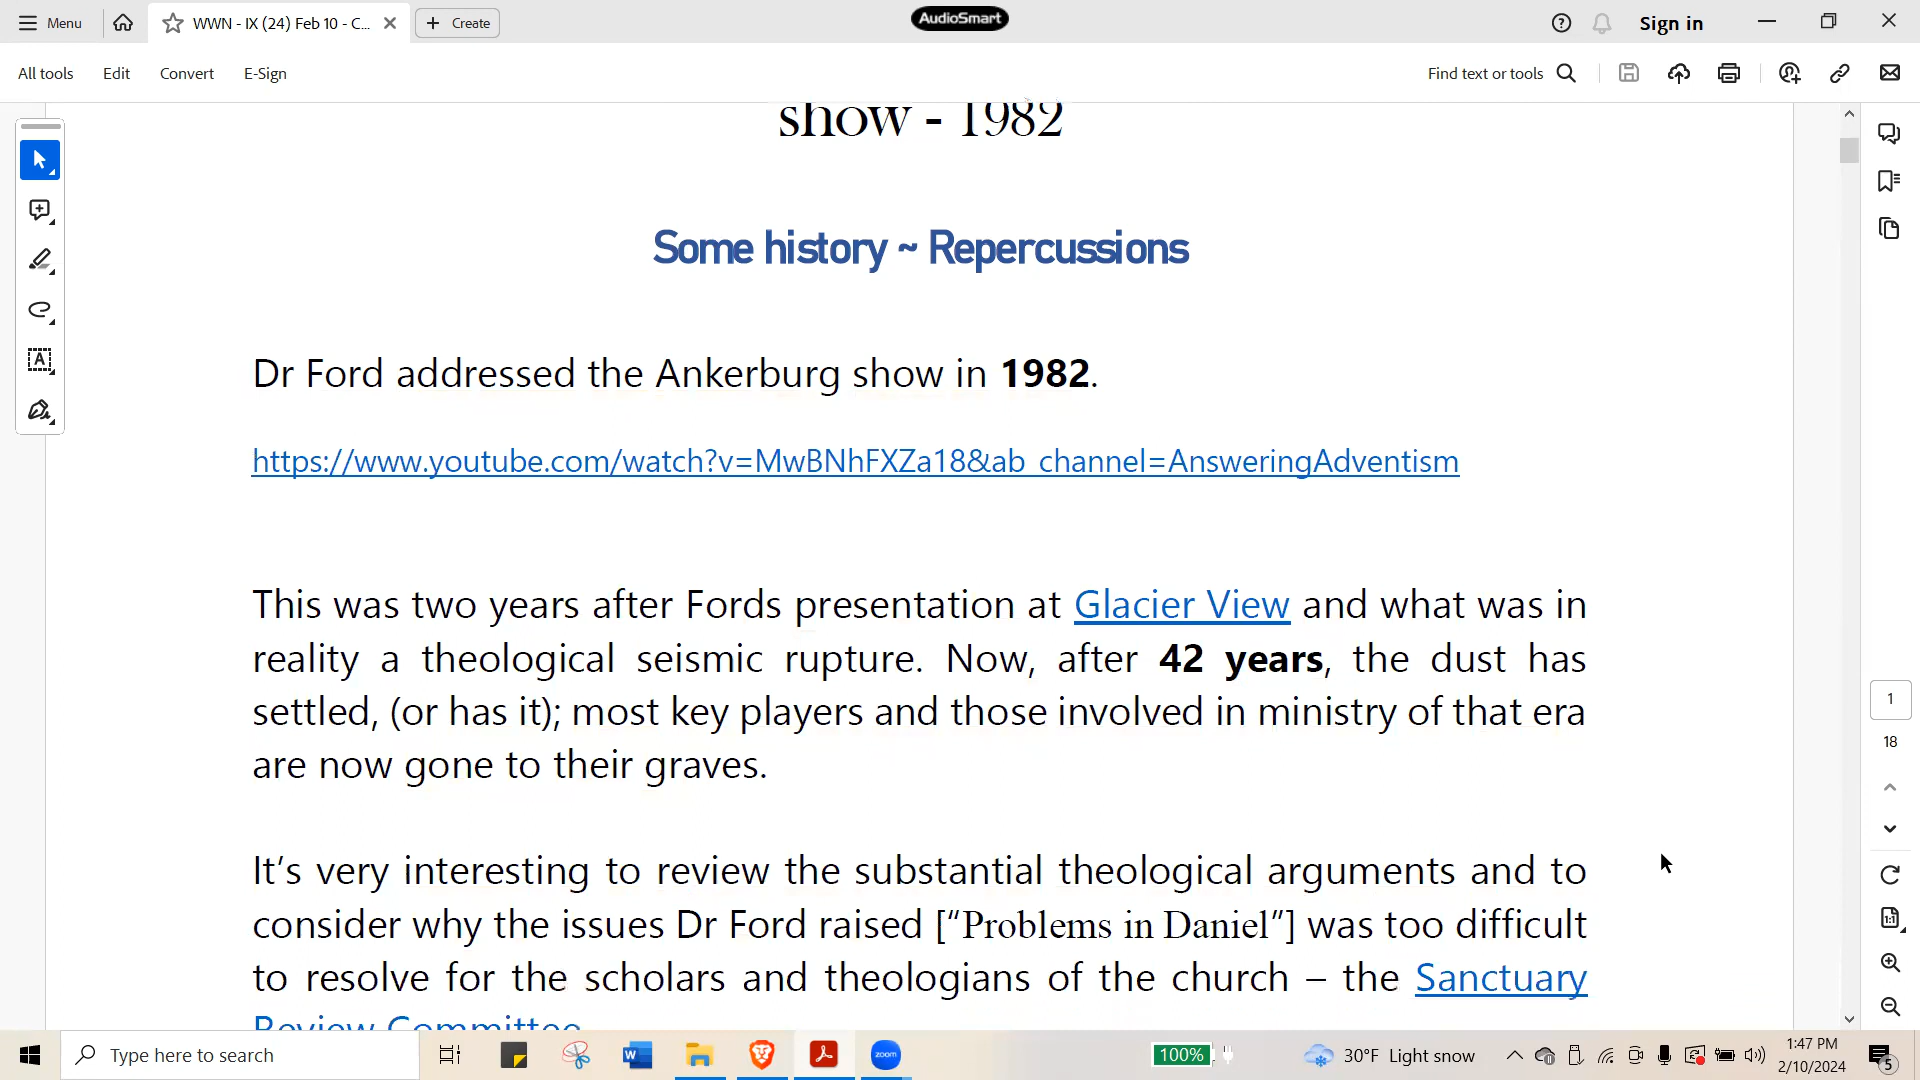 Menu
WWN - IX (24) Feb 10 - C...
Create
AudioSmart
Sign in
All tools
Edit
Convert
E-Sign
Find text or tools
show - 1982
Some history ~ Repercussions
Dr Ford addressed the Ankerburg show in 1982.
https://www.youtube.com/watch?v=MwBNhFXZa18&ab_channel=AnsweringAdventism
This was two years after Fords presentation at Glacier View and what was in
reality a theological seismic rupture. Now, after 42 years, the dust has
settled, (or has it); most key players and those involved in ministry of that era
are now gone to their graves.
It's very interesting to review the substantial theological arguments and to
consider why the issues Dr Ford raised ["Problems in Daniel"] was too difficult
to resolve for the scholars and theologians of the church – the Sanctuary
Review Committee
1
18
Type here to search
zoom
100%
30°F Light snow
1:47 PM
2/10/2024
5